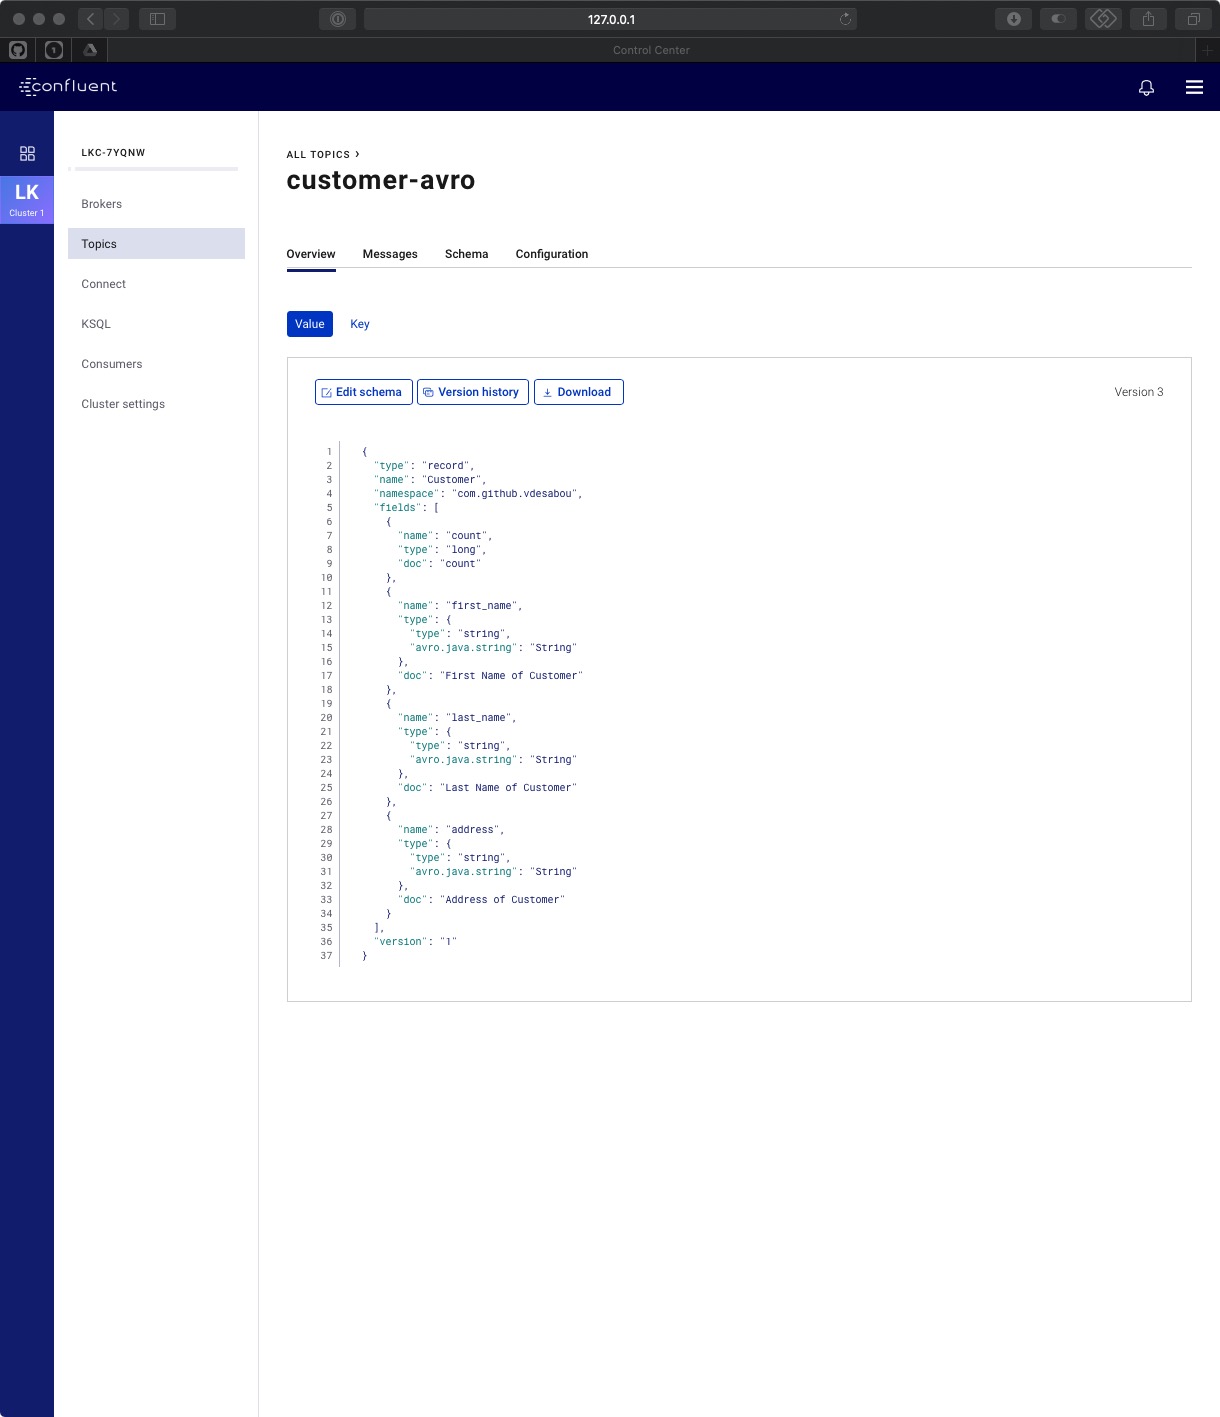 127.0.0.1
1
Control Center
confluent
LK
Cluster 1
LKC-7YQNW
Brokers
Topics
Connect
KSQL
Consumers
Cluster settings
ALL TOPICS ›
customer-avro
Overview Messages Schema Configuration
Value Key
Edit schema Version history Download Version 3
1 {
2 "type": "record",
3 "name": "Customer",
4 "namespace": "com.github.vdesabou",
5 "fields": [
6 {
7 "name": "count",
8 "type": "long",
9 "doc": "count"
10 },
11 {
12 "name": "first_name",
13 "type": {
14 "type": "string",
15 "avro.java.string": "String"
16 },
17 "doc": "First Name of Customer"
18 },
19 {
20 "name": "last_name",
21 "type": {
22 "type": "string",
23 "avro.java.string": "String"
24 },
25 "doc": "Last Name of Customer"
26 },
27 {
28 "name": "address",
29 "type": {
30 "type": "string",
31 "avro.java.string": "String"
32 },
33 "doc": "Address of Customer"
34 }
35 ],
36 "version": "1"
37 }